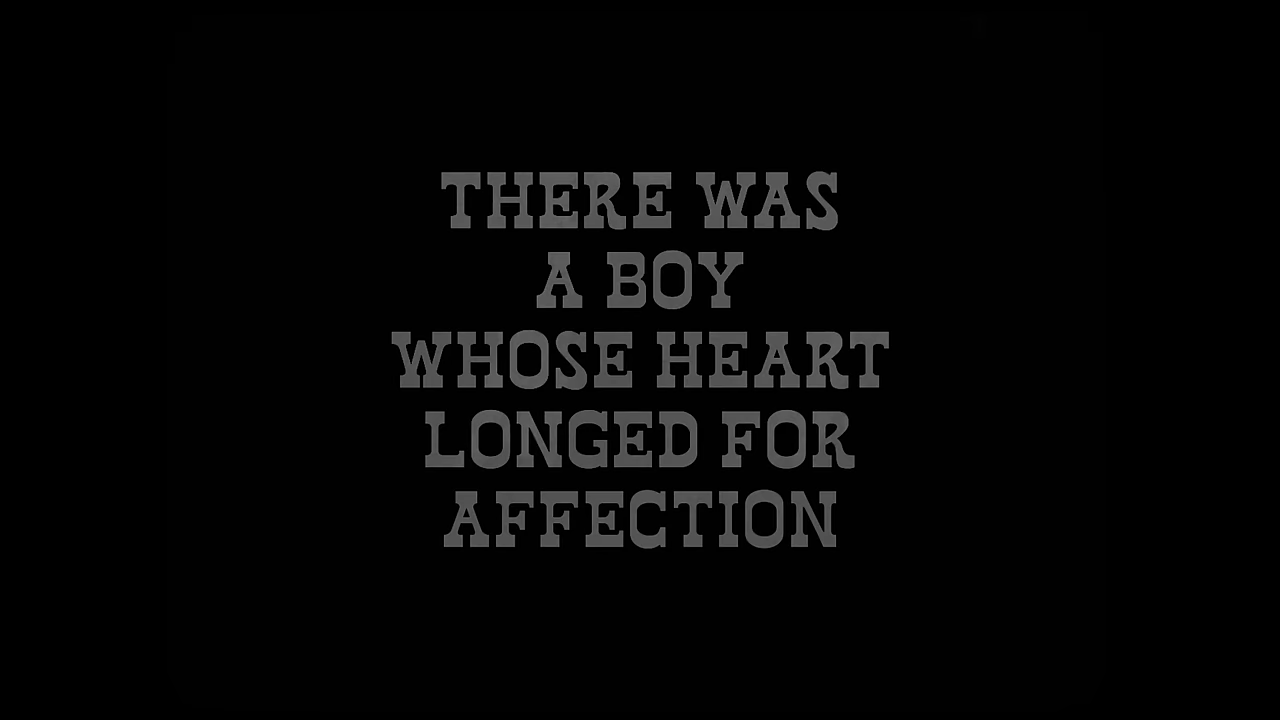 THERE WAS
A BOY
WHOSE HEART
LONGED FOR
AFFECTION